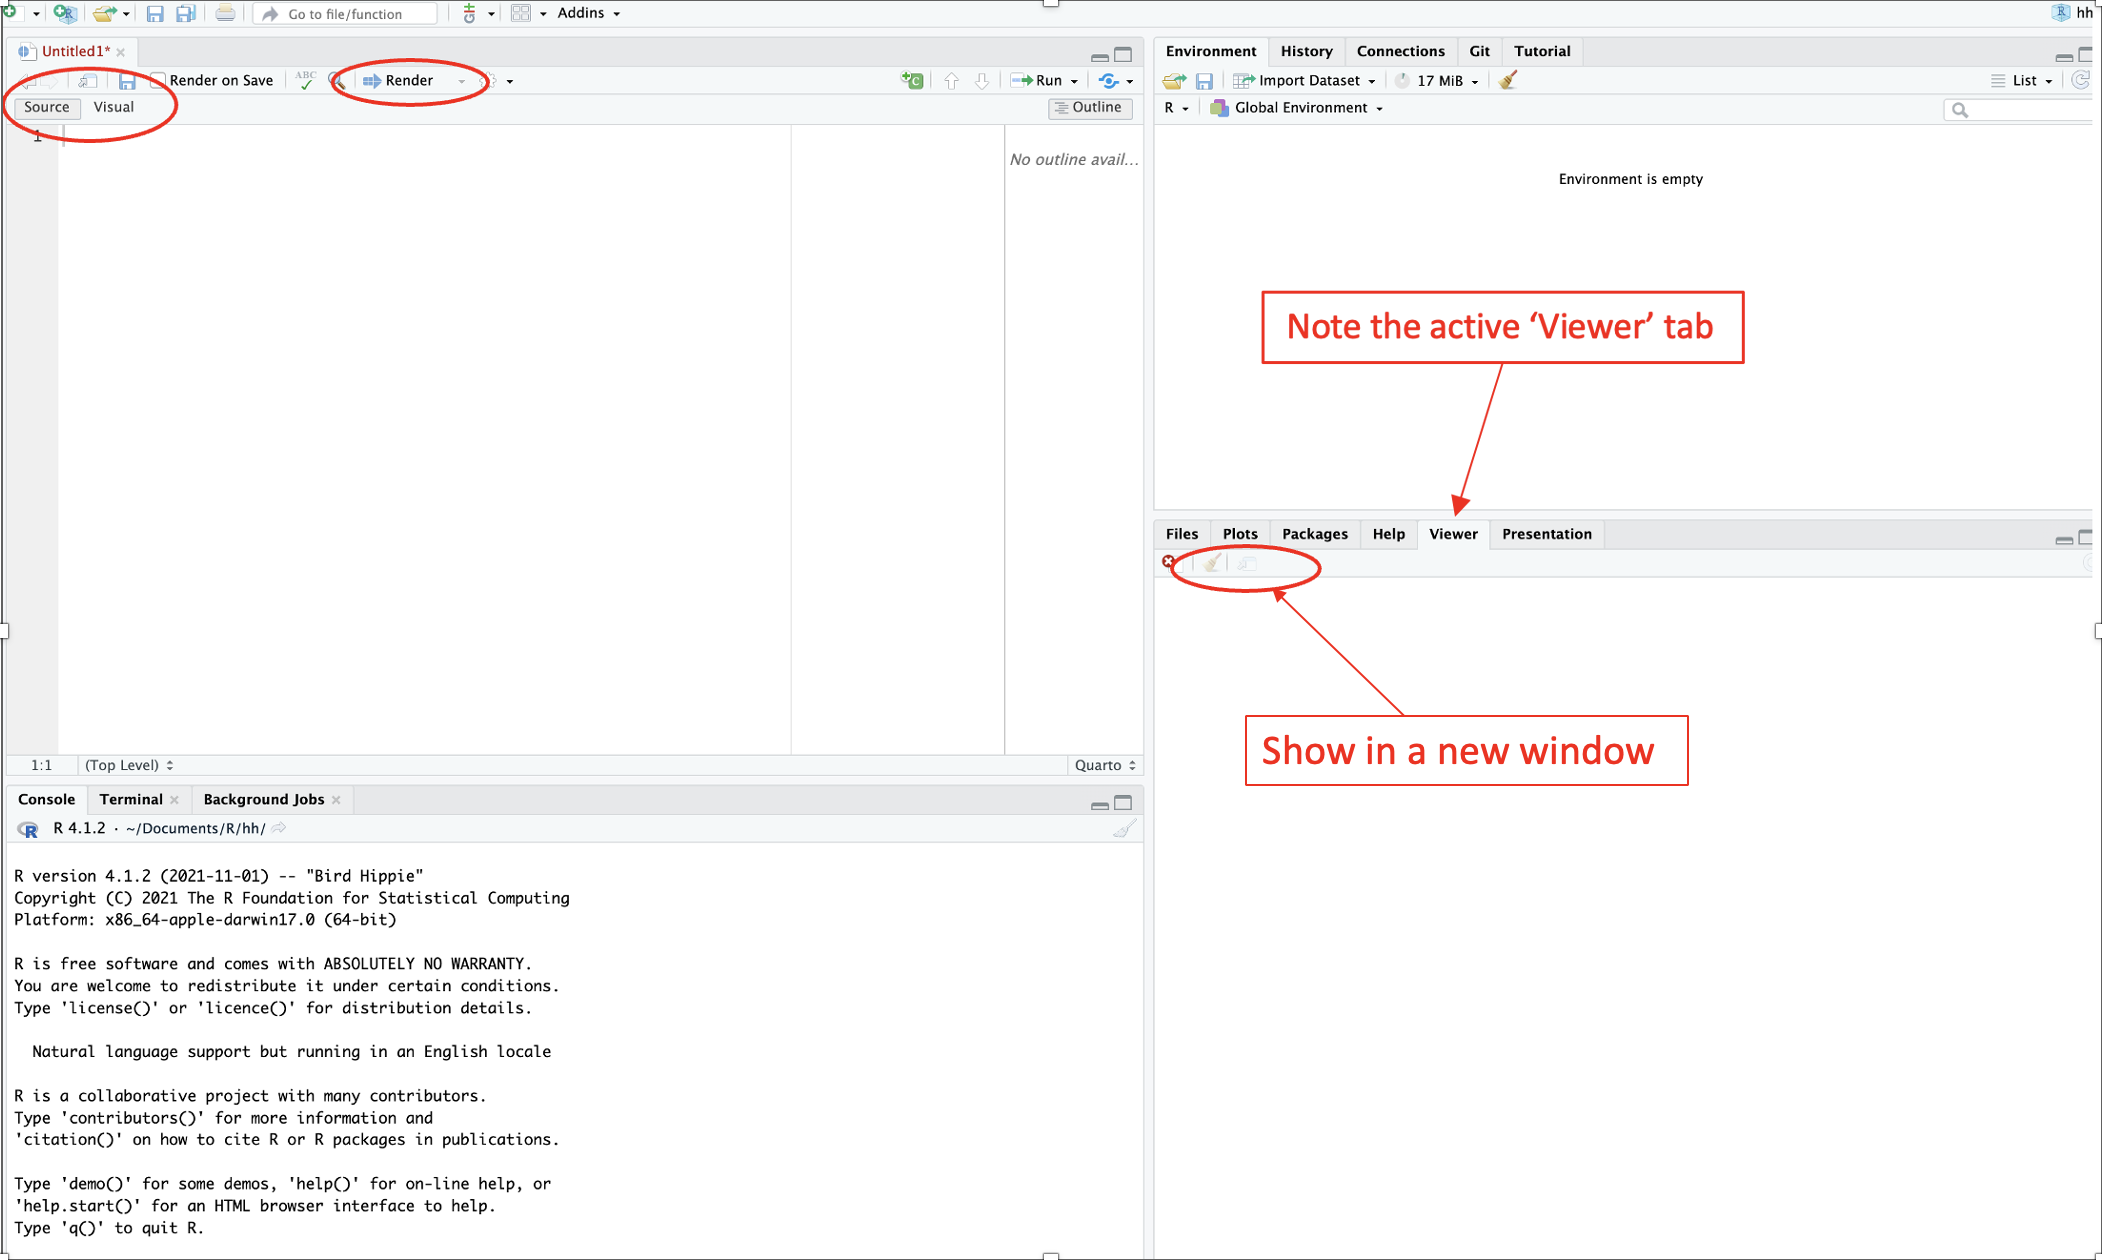 Go to file/function
Addins
hh
Untitled1*
Render on Save
ABC
Render
Run
Source
Visual
Outline
1
No outline avail...
1:1
(Top Level)
Quarto
Environment
History
Connections
Git
Tutorial
Import Dataset
17 MiB
List
R
Global Environment
Environment is empty
Note the active ‘Viewer’ tab
Files
Plots
Packages
Help
Viewer
Presentation
Show in a new window
Console
Terminal
Background Jobs
R 4.1.2 · ~/Documents/R/hh/
R version 4.1.2 (2021-11-01) -- "Bird Hippie"
Copyright (C) 2021 The R Foundation for Statistical Computing
Platform: x86_64-apple-darwin17.0 (64-bit)
R is free software and comes with ABSOLUTELY NO WARRANTY.
You are welcome to redistribute it under certain conditions.
Type 'license()' or 'licence()' for distribution details.
Natural language support but running in an English locale
R is a collaborative project with many contributors.
Type 'contributors()' for more information and
'citation()' on how to cite R or R packages in publications.
Type 'demo()' for some demos, 'help()' for on-line help, or
'help.start()' for an HTML browser interface to help.
Type 'q()' to quit R.